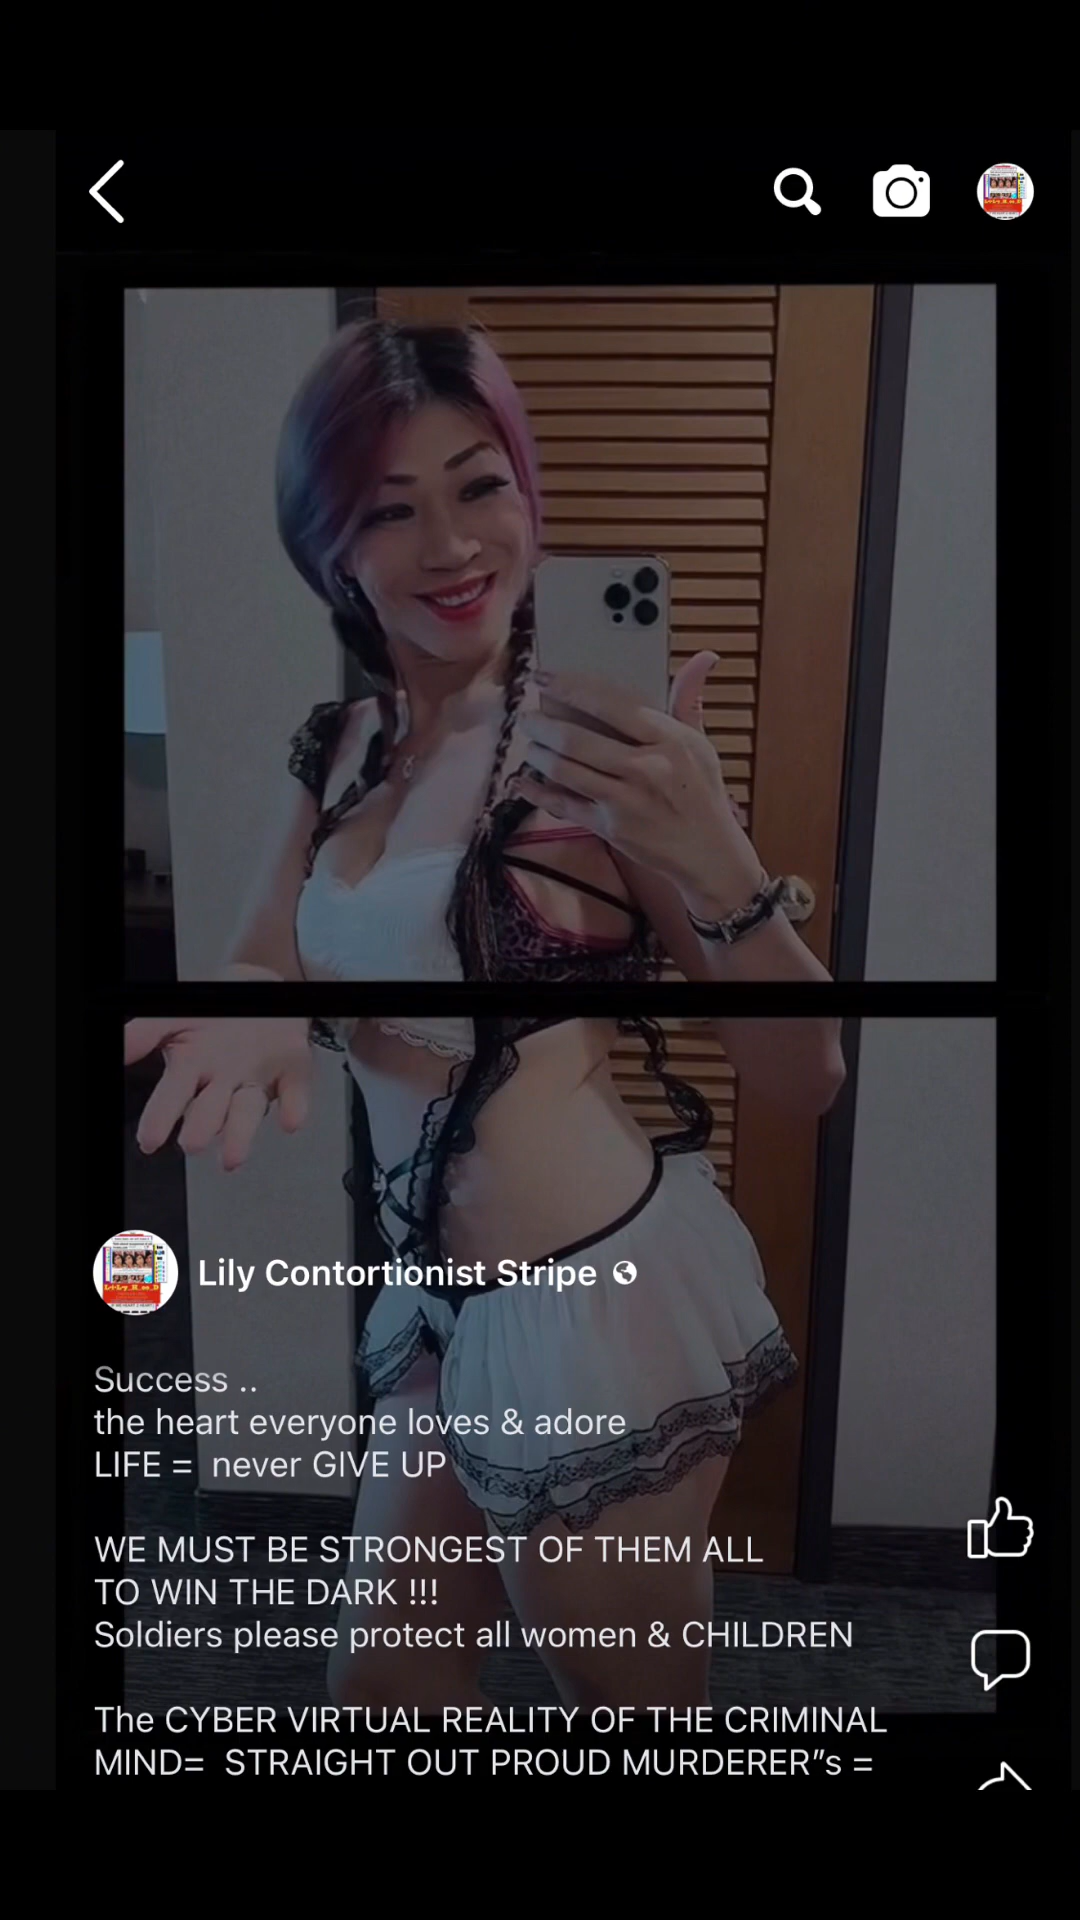 Lily Contortionist Stripe
Success ..
the heart everyone loves & adore
LIFE =  never GIVE UP
WE MUST BE STRONGEST OF THEM ALL
TO WIN THE DARK !!!
Soldiers please protect all women & CHILDREN
The CYBER VIRTUAL REALITY OF THE CRIMINAL
MIND=  STRAIGHT OUT PROUD MURDERER”s =